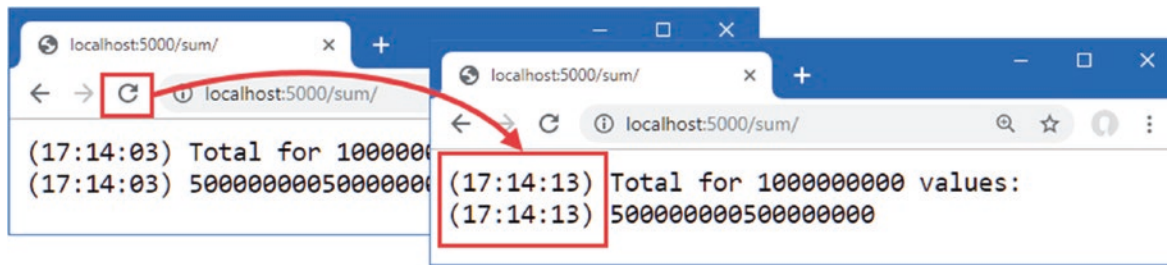 localhost:5000/sum/
localhost:5000/sum/
(17:14:03) Total for
(17:14:03)
localhost:5000/sum/
localhost:5000/sum/
(17:14:13) Total for 1000000000 values:
(17:14:13) 500000000500000000